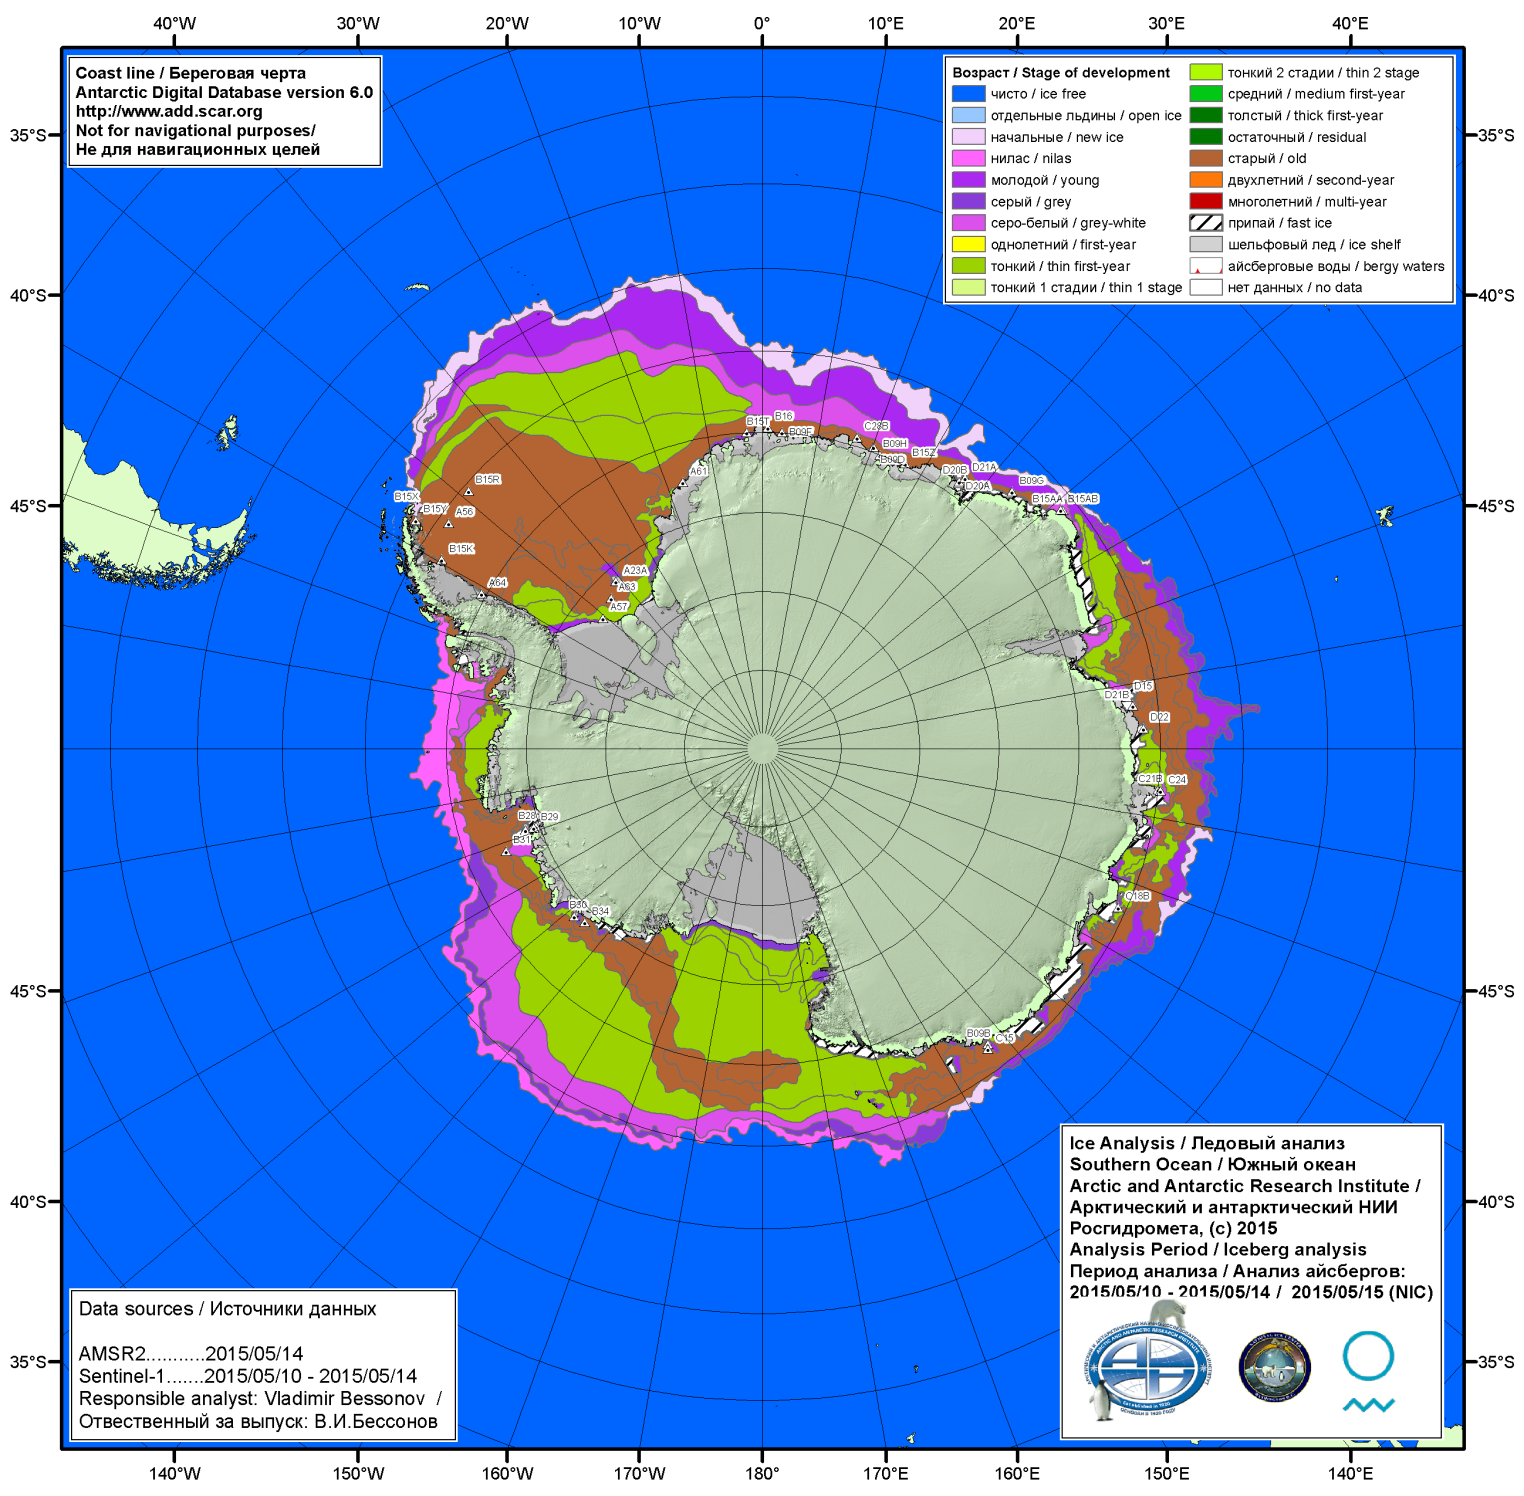 40°W 30°W 20°W 10°W 0° 10°E 20°E 30°E 40°E
Coast line / Береговая черта
Antarctic Digital Database version 6.0
http://www.add.scar.org
Not for navigational purposes/
Не для навигационных целей
Возраст / Stage of development
чисто / ice free
отдельные льдины / open ice
начальные / new ice
нилас / nilas
молодой / young
серый / grey
серо-белый / grey-white
однолетний / first-year
тонкий / thin first-year
тонкий 1 стадии / thin 1 stage
тонкий 2 стадии / thin 2 stage
средний / medium first-year
толстый / thick first-year
остаточный / residual
старый / old
двухлетний / second-year
многолетний / multi-year
припай / fast ice
шельфовый лед / ice shelf
айсберговые воды / bergy waters
нет данных / no data
35°S 35°S
40°S 40°S
45°S 45°S
B15T B16
B09F
C28B
B09H
B15Z
B09D
A61
D20B D21A
D20A
B09G
B15AA B15AB
B15R
B15X
B15Y A56
B15K
A64
A23A
A63
A57
D15
D21B
D22
C21B C24
B28 B29
B31
B30 B34
C18B
B09B
C15
45°S 45°S
40°S 40°S
35°S 35°S
Ice Analysis / Ледовый анализ
Southern Ocean / Южный океан
Arctic and Antarctic Research Institute /
Арктический и антарктический НИИ
Росгидромета, (c) 2015
Analysis Period / Iceberg analysis
Период анализа / Анализ айсбергов:
2015/05/10 - 2015/05/14 / 2015/05/15 (NIC)
Data sources / Источники данных
AMSR2..........2015/05/14
Sentinel-1......2015/05/10 - 2015/05/14
Responsible analyst: Vladimir Bessonov /
Отвественный за выпуск: В.И.Бессонов
140°W 150°W 160°W 170°W 180° 170°E 160°E 150°E 140°E